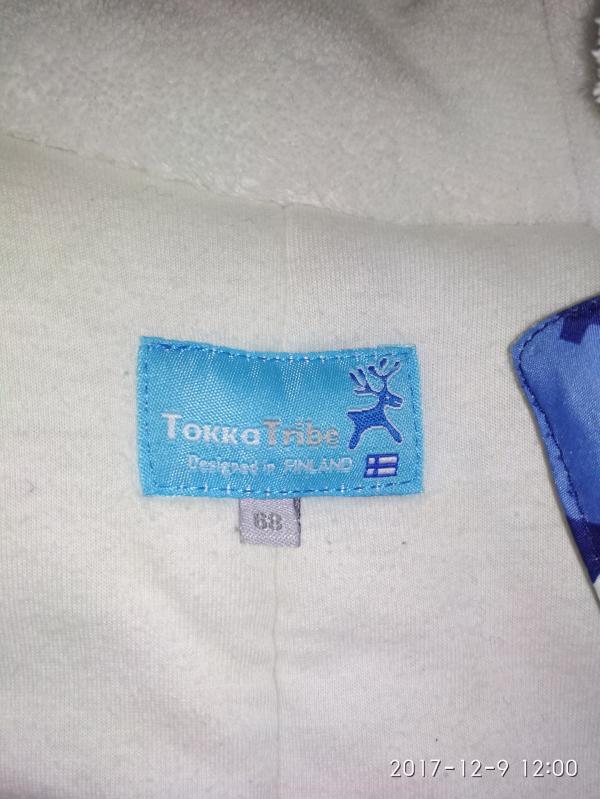 TOKKATribe
Designed in FINLAND
68
2017-12-9 12:00